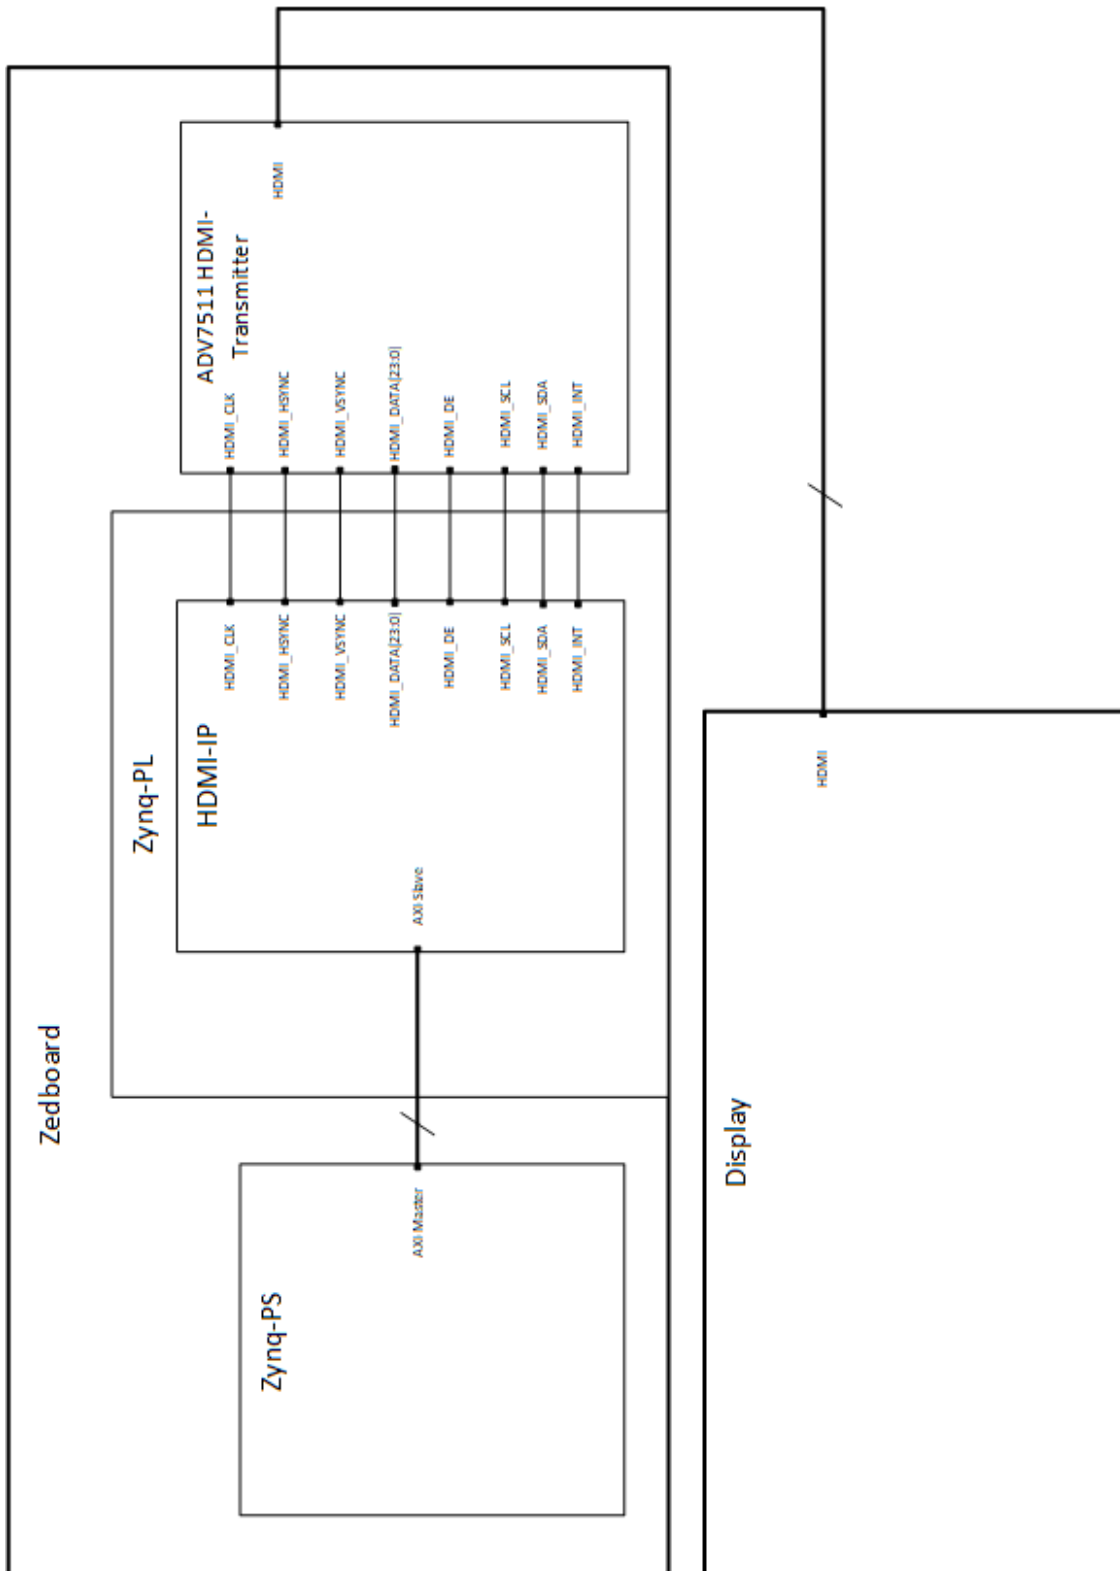 Zedboard
Zynq-PS
AXI Master
Zynq-PL
HDMI-IP
AXI Slave
HDMI_CLK
HDMI_HSYNC
HDMI_VSYNC
HDMI_DATA[23:0]
HDMI_DE
HDMI_SCL
HDMI_SDA
HDMI_INT
ADV7511 HDMI-
Transmitter
HDMI_CLK
HDMI_HSYNC
HDMI_VSYNC
HDMI_DATA[23:0]
HDMI_DE
HDMI_SCL
HDMI_SDA
HDMI_INT
HDMI
Display
HDMI